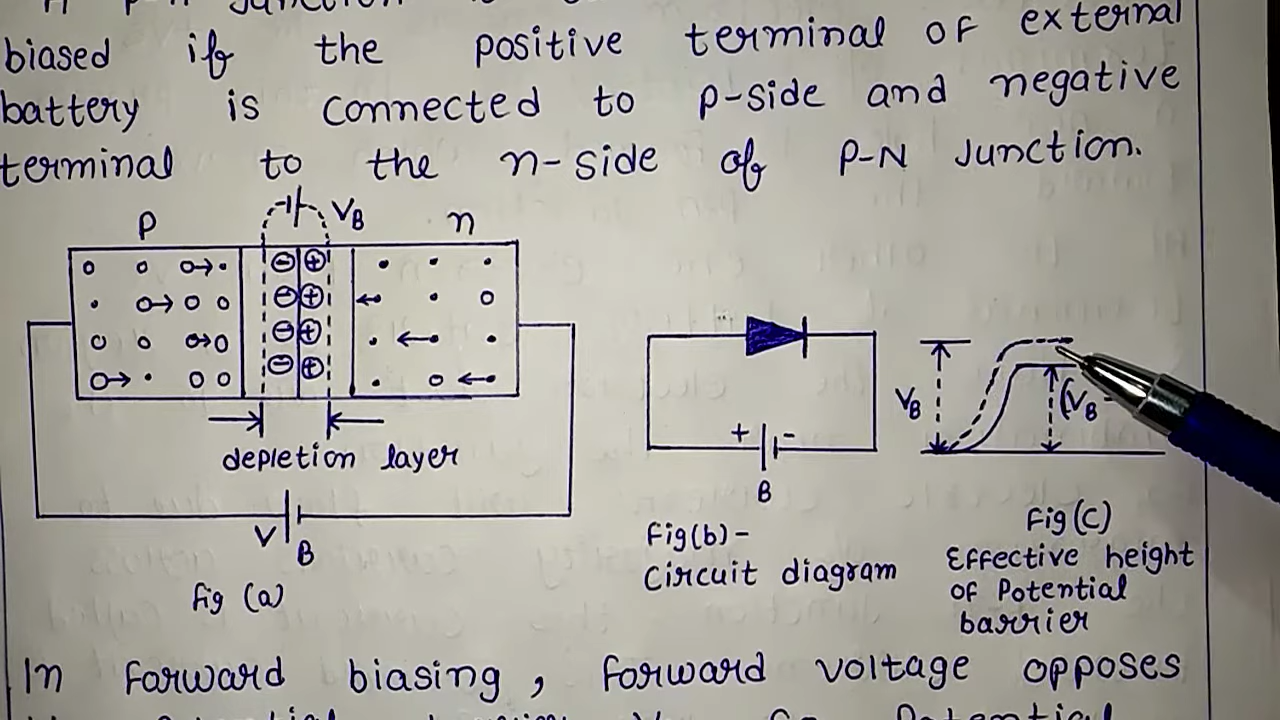 biased if the positive terminal of external
battery is connected to p-side and negative
terminal to the n-side of P-N Junction.
P VB n
depletion layer
V B
fig (a)
+ -
B
Fig(b)-
Circuit diagram
VB (VB -
Fig(C)
Effective height
of Potential
barrier
In forward biasing, forward voltage opposes